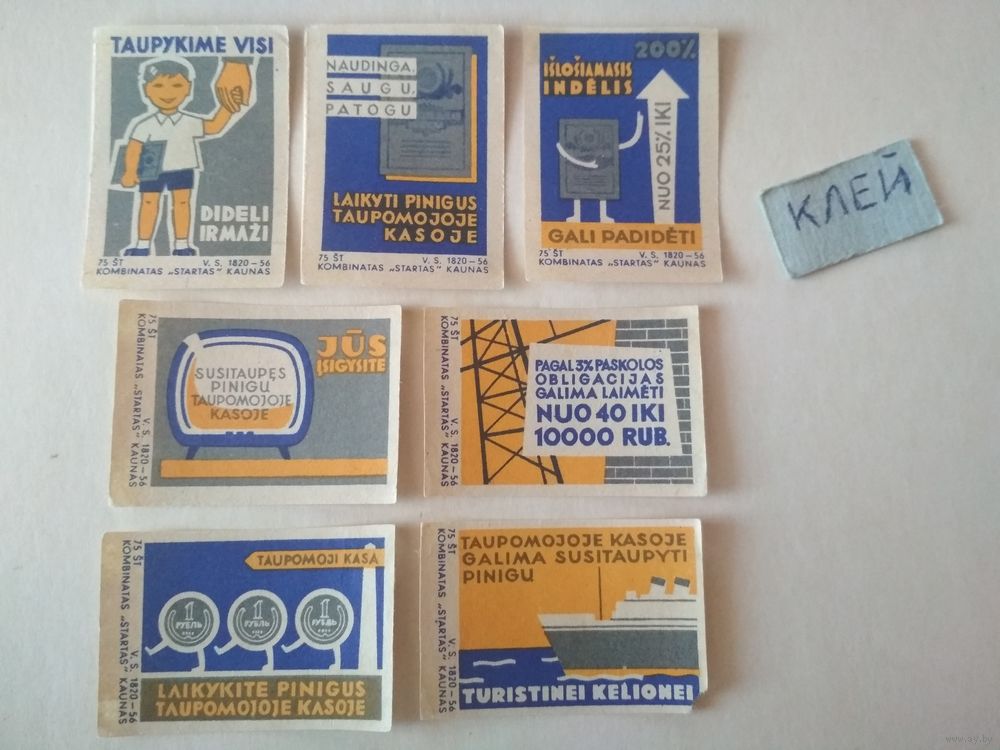 TAUPYKIME VISI
DIDELI
IR MAŽI
75 ŠT V. S. 1820–56
KOMBINATAS „STARTAS" KAUNAS
NAUDINGA,
SAUGU,
PATOGU
LAIKYTI PINIGUS
TAUPOMOJOJE
KASOJE
75 ŠT V. S. 1820–56
KOMBINATAS „STARTAS" KAUNAS
200%
IŠLOŠIAMASIS
INDĖLIS
NUO 25% IKI
GALI PADIDĖTI
75 ŠT V. S. 1820–56
KOMBINATAS „STARTAS" KAUNAS
КЛЕЙ
75 ŠT V. S. 1820–56
KOMBINATAS „STARTAS" KAUNAS
JŪS
ĮSIGYSITE
SUSITAUPĘS
PINIGŲ
TAUPOMOJOJE
KASOJE
75 ŠT V. S. 1820–56
KOMBINATAS „STARTAS" KAUNAS
PAGAL 3% PASKOLOS
OBLIGACIJAS
GALIMA LAIMĖTI
NUO 40 IKI
10000 RUB.
75 ŠT V. S. 1820–56
KOMBINATAS „STARTAS" KAUNAS
TAUPOMOJI KASA
1
РУБЛЬ
1
РУБЛЬ
1
РУБЛЬ
LAIKYKITE PINIGUS
TAUPOMOJOJE KASOJE
75 ŠT V. S. 1820–56
KOMBINATAS „STARTAS" KAUNAS
TAUPOMOJOJE KASOJE
GALIMA SUSITAUPYTI
PINIGŲ
TURISTINEI KELIONEI
www.ay.by